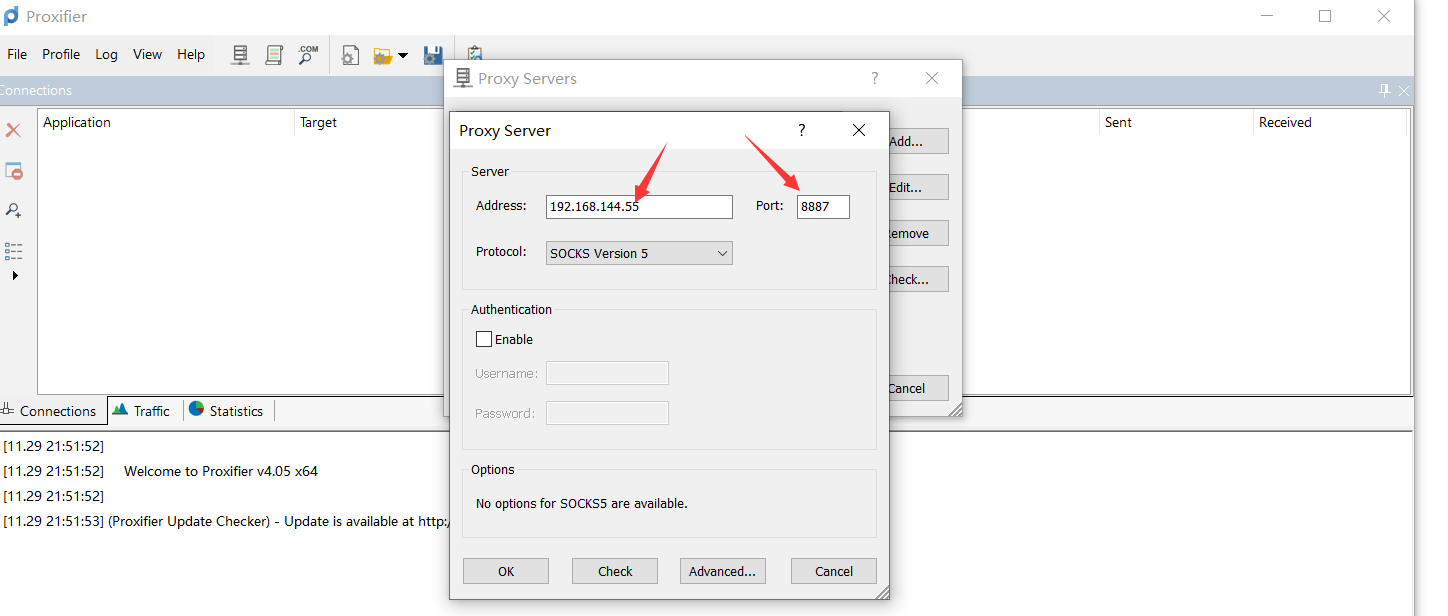 Proxifier
File Profile Log View Help
.COM
Proxy Servers
?
Connections
Application Target Sent Received
Proxy Server
?
Add...
Edit...
Cancel
Server
Address: 192.168.144.55 Port: 8887
Protocol: SOCKS Version 5
Authentication
Enable
Username:
Password:
Options
No options for SOCKS5 are available.
OK Check Advanced... Cancel
Connections Traffic Statistics
[11.29 21:51:52]
[11.29 21:51:52] Welcome to Proxifier v4.05 x64
[11.29 21:51:52]
[11.29 21:51:53] (Proxifier Update Checker) - Update is available at http:/